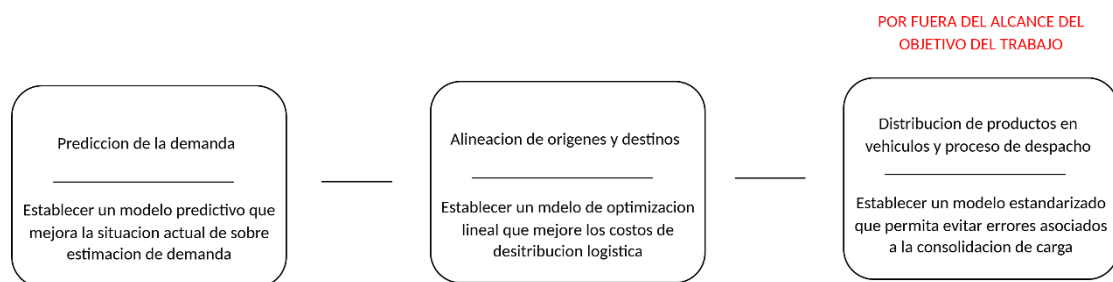 Prediccion de la demanda
Establecer un modelo predictivo que
mejora la situacion actual de sobre
estimacion de demanda
Alineacion de origenes y destinos
Establecer un mdelo de optimizacion
lineal que mejore los costos de
desitribucion logistica
POR FUERA DEL ALCANCE DEL
OBJETIVO DEL TRABAJO
Distribucion de productos en
vehiculos y proceso de despacho
Establecer un modelo estandarizado
que permita evitar errores asociados
a la consolidacion de carga